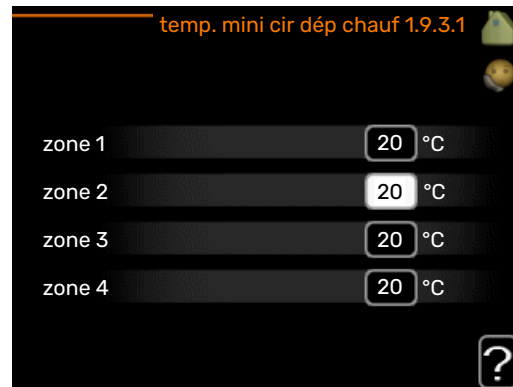 temp. mini cir dép chauf 1.9.3.1
zone 1 20 °C
zone 2 20 °C
zone 3 20 °C
zone 4 20 °C
?